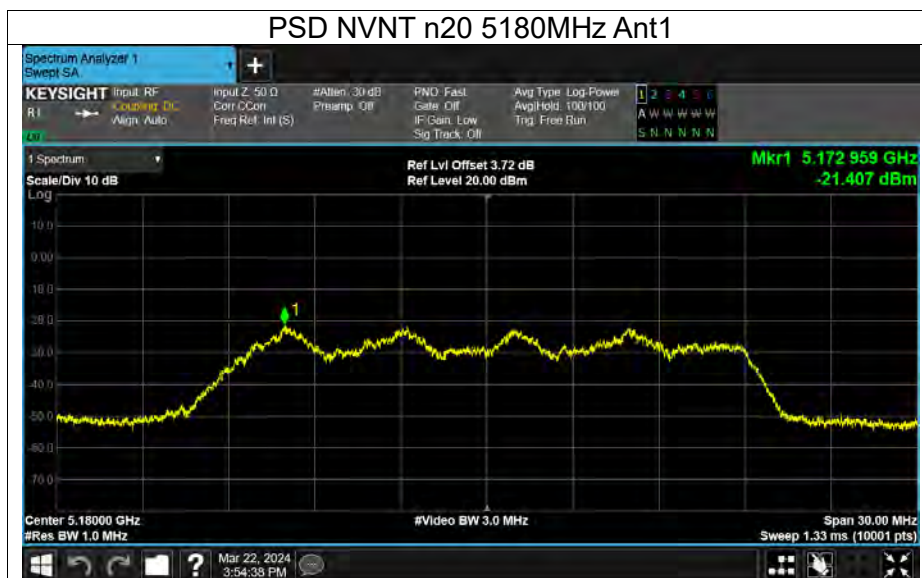 PSD NVNT n20 5180MHz Ant1
Spectrum Analyzer 1
Swept SA
+
KEYSIGHT Input: RF Input Z: 50 Ω #Atten: 30 dB PNO: Fast Avg Type: Log-Power 1 2 3 4 5 6
Coupling: DC Corr CCorr Preamp: Off Gate: Off Avg|Hold: 100/100 A W W W W W
Align: Auto Freq Ref: Int (S) IF Gain: Low Trig: Free Run S N N N N N
Sig Track: Off
1 Spectrum Ref Lvl Offset 3.72 dB Mkr1 5.172 959 GHz
Scale/Div 10 dB Ref Level 20.00 dBm -21.407 dBm
Log
10.0
0.00
-10.0
1
-20.0
-30.0
-40.0
-50.0
-60.0
-70.0
Center 5.18000 GHz #Video BW 3.0 MHz Span 30.00 MHz
#Res BW 1.0 MHz Sweep 1.33 ms (10001 pts)
? Mar 22, 2024
3:54:38 PM